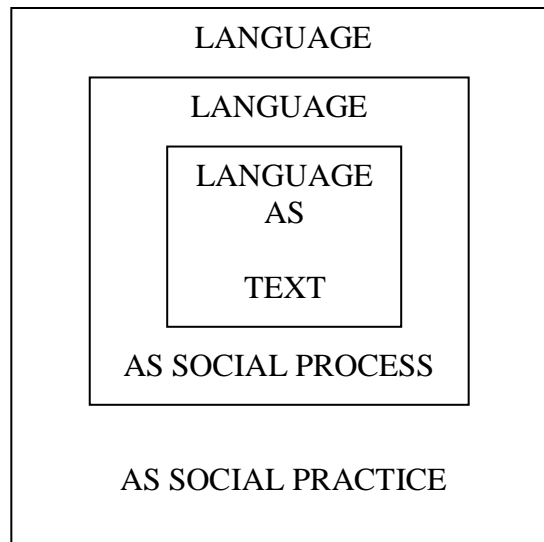 LANGUAGE
LANGUAGE
LANGUAGE
AS
TEXT
AS SOCIAL PROCESS
AS SOCIAL PRACTICE